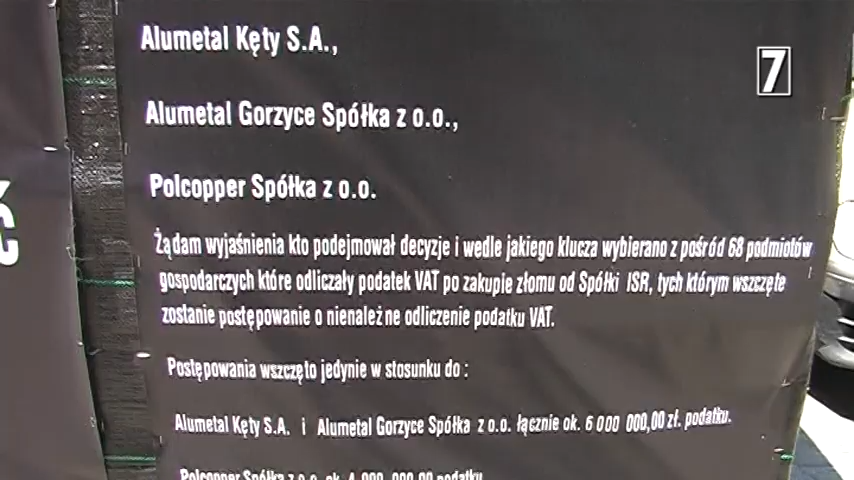 Alumetal Kęty S.A.,
7
Alumetal Gorzyce Spółka z o.o.,
Polcopper Spółka z o.o.
Żądam wyjaśnienia kto podejmował decyzje i wedle jakiego klucza wybierano z pośród 68 podmiotów
gospodarczych które odliczały podatek VAT po zakupie złomu od Spółki ISR, tych którym wszczęte
zostanie postępowanie o nienależne odliczenie podatku VAT.
Postępowania wszczęto jedynie w stosunku do :
Alumetal Kęty S.A. i Alumetal Gorzyce Spółka z o.o. łącznie ok. 6 000 000,00 zł. podatku.
Polcopper Spółka z o.o. ok. 4 000 000,00 podatku